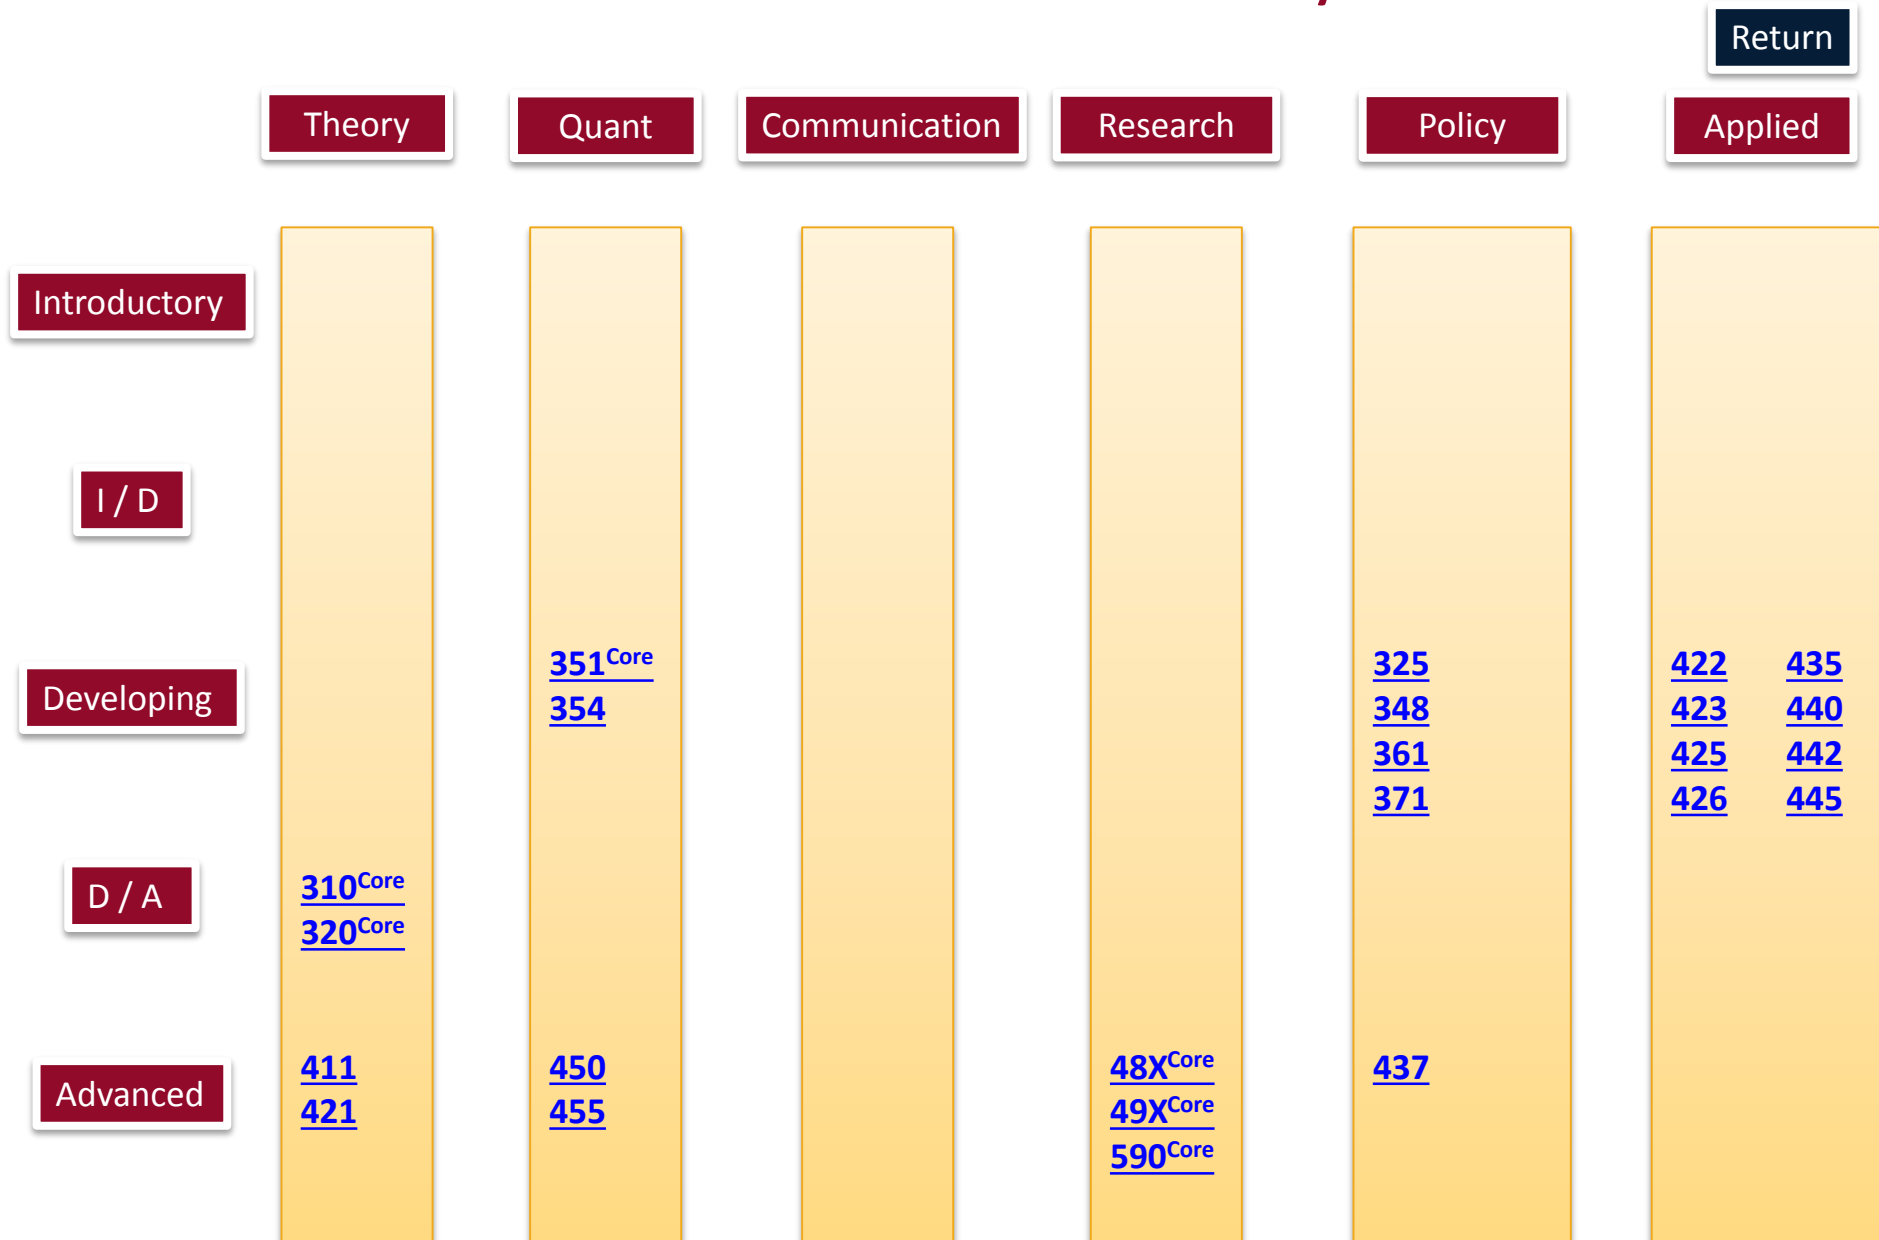 Return
Theory Quant Communication Research Policy Applied
Introductory
I / D
Developing
351Core 325 422 435
354 348 423 440
361 425 442
371 426 445
D / A
310Core
320Core
Advanced
411 450 48XCore 437
421 455 49XCore
590Core